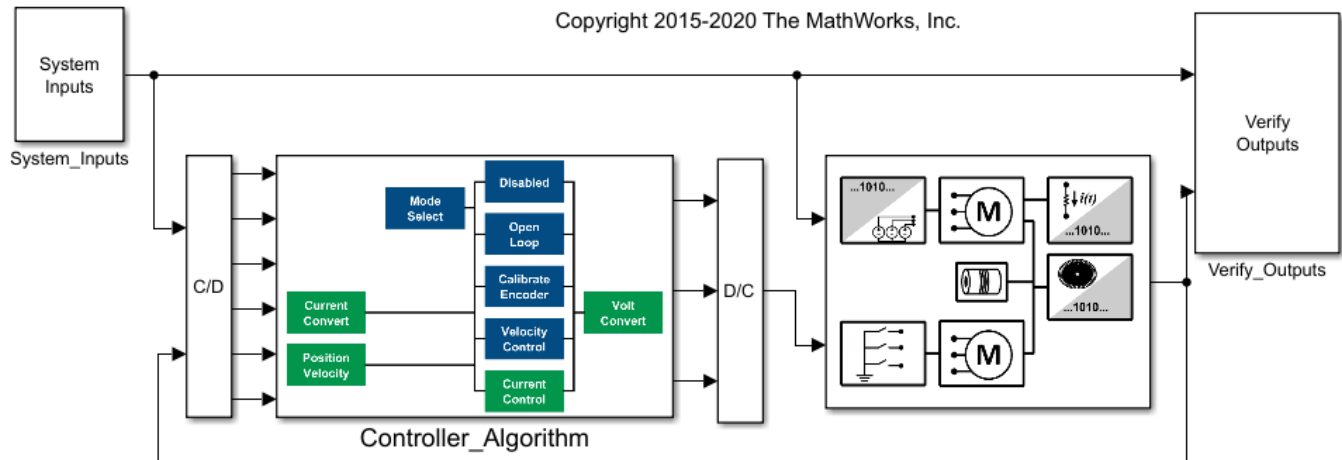 Copyright 2015-2020 The MathWorks, Inc.
System
Inputs
System_Inputs
Verify
Outputs
Verify_Outputs
C/D
Mode
Select
Disabled
Open
Loop
Calibrate
Encoder
Velocity
Control
Current
Control
Current
Convert
Position
Velocity
Volt
Convert
Controller_Algorithm
D/C
...1010...
M
i(t)
...1010...
...1010...
M